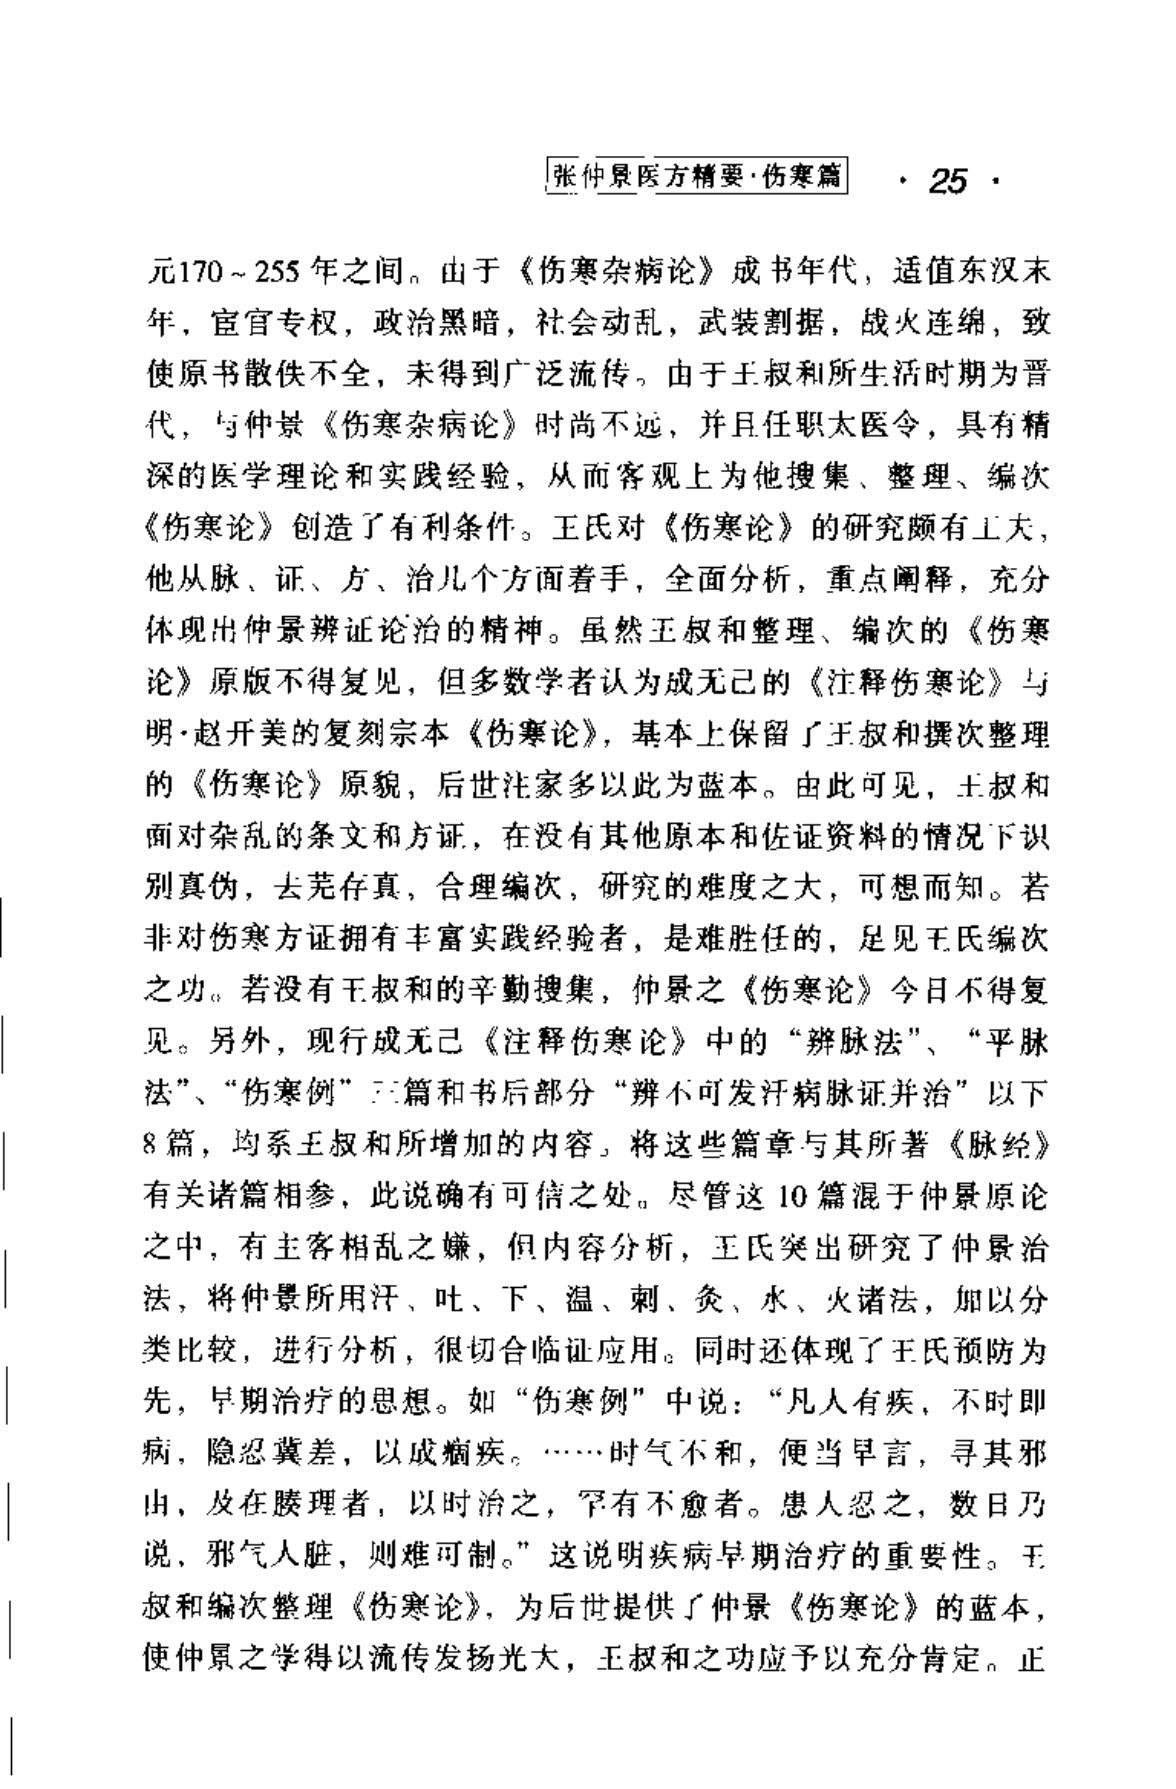 张仲景医方精要·伤寒篇 · 25 ·
元170～255 年之间。由于《伤寒杂病论》成书年代，适值东汉末
年，宦官专权，政治黑暗，社会动乱，武装割据，战火连绵，致
使原书散佚不全，未得到广泛流传。由于王叔和所生活时期为晋
代，与仲景《伤寒杂病论》时尚不远，并且任职太医令，具有精
深的医学理论和实践经验，从而客观上为他搜集、整理、编次
《伤寒论》创造了有利条件。王氏对《伤寒论》的研究颇有工夫，
他从脉、证、方、治几个方面着手，全面分析，重点阐释，充分
体现出仲景辨证论治的精神。虽然王叔和整理、编次的《伤寒
论》原版不得复见，但多数学者认为成无己的《注释伤寒论》与
明·赵开美的复刻宗本《伤寒论》，基本上保留了王叔和撰次整理
的《伤寒论》原貌，后世注家多以此为蓝本。由此可见，王叔和
面对杂乱的条文和方证，在没有其他原本和佐证资料的情况下识
别真伪，去芜存真，合理编次，研究的难度之大，可想而知。若
非对伤寒方证拥有丰富实践经验者，是难胜任的，足见王氏编次
之功。若没有王叔和的辛勤搜集，仲景之《伤寒论》今日不得复
见。另外，现行成无己《注释伤寒论》中的“辨脉法”、“平脉
法”、“伤寒例”三篇和书后部分“辨不可发汗病脉证并治”以下
8 篇，均系王叔和所增加的内容。将这些篇章与其所著《脉经》
有关诸篇相参，此说确有可信之处。尽管这 10 篇混于仲景原论
之中，有主客相乱之嫌，但内容分析，王氏突出研究了仲景治
法，将仲景所用汗、吐、下、温、刺、灸、水、火诸法，加以分
类比较，进行分析，很切合临证应用。同时还体现了王氏预防为
先，早期治疗的思想。如“伤寒例”中说：“凡人有疾，不时即
病，隐忍冀差，以成痼疾。……时气不和，便当早言，寻其邪
由，及在腠理者，以时治之，罕有不愈者。患人忍之，数日乃
说，邪气人脏，则难可制。”这说明疾病早期治疗的重要性。王
叔和编次整理《伤寒论》，为后世提供了仲景《伤寒论》的蓝本，
使仲景之学得以流传发扬光大，王叔和之功应予以充分肯定。正